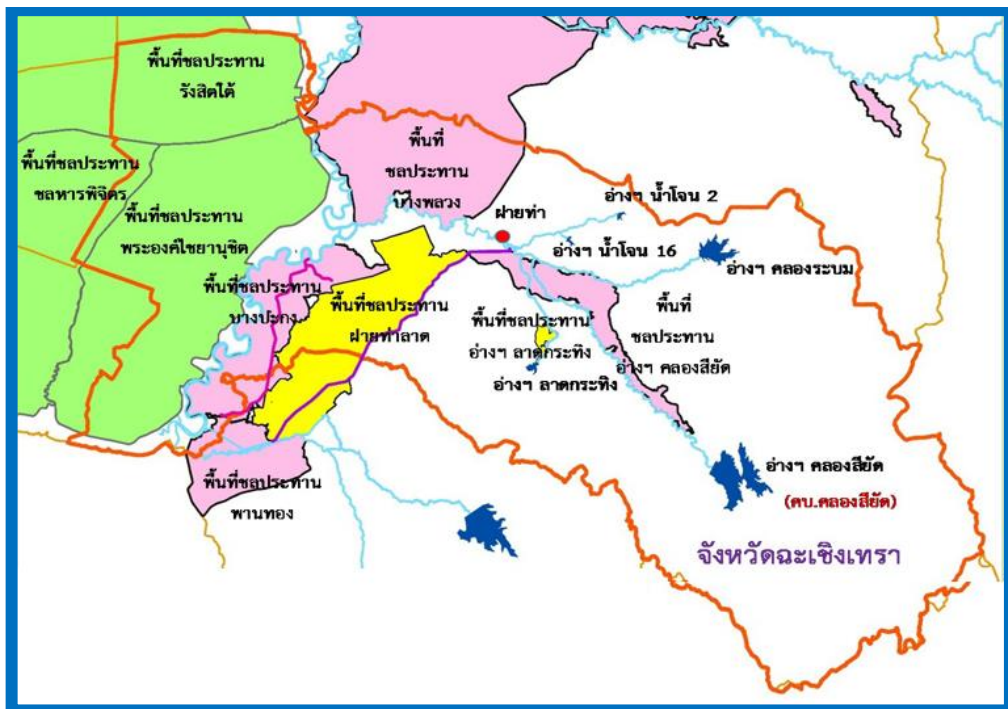 พื้นที่ชลประทาน
รังสิตใต้
พื้นที่ชลประทาน
ชลหารพิจิตร
พื้นที่ชลประทาน
พระองค์ไชยานุชิต
พื้นที่
ชลประทาน
บางพลวง
ฝายท่า
อ่างฯ น้ำโจน 2
อ่างฯ น้ำโจน 16
อ่างฯ คลองระบม
พื้นที่ชลประทาน
บางปะกง
พื้นที่ชลประทาน
ฝายท่าลาด
พื้นที่ชลประทาน
อ่างฯ ลาดกระทิง
อ่างฯ ลาดกระทิง
พื้นที่
ชลประทาน
อ่างฯ คลองสียัด
อ่างฯ คลองสียัด
(คบ.คลองสียัด)
พื้นที่ชลประทาน
พานทอง
จังหวัดฉะเชิงเทรา